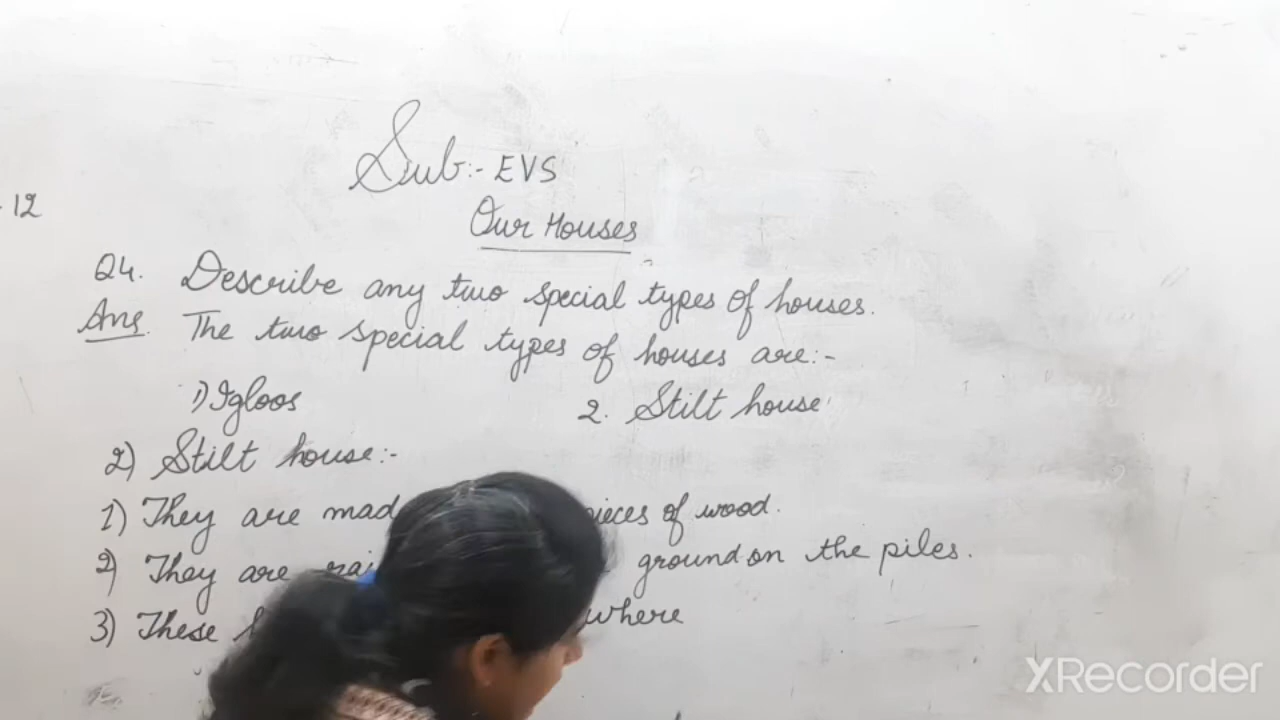 Sub:- EVS
12
Our Houses
Q4. Describe any two special types of houses.
Ans. The two special types of houses are:-
1) Igloos 2. Stilt house
2) Stilt house:-
1) They are pieces of wood.
2) They are ground on the piles.
3) These where
XRecorder